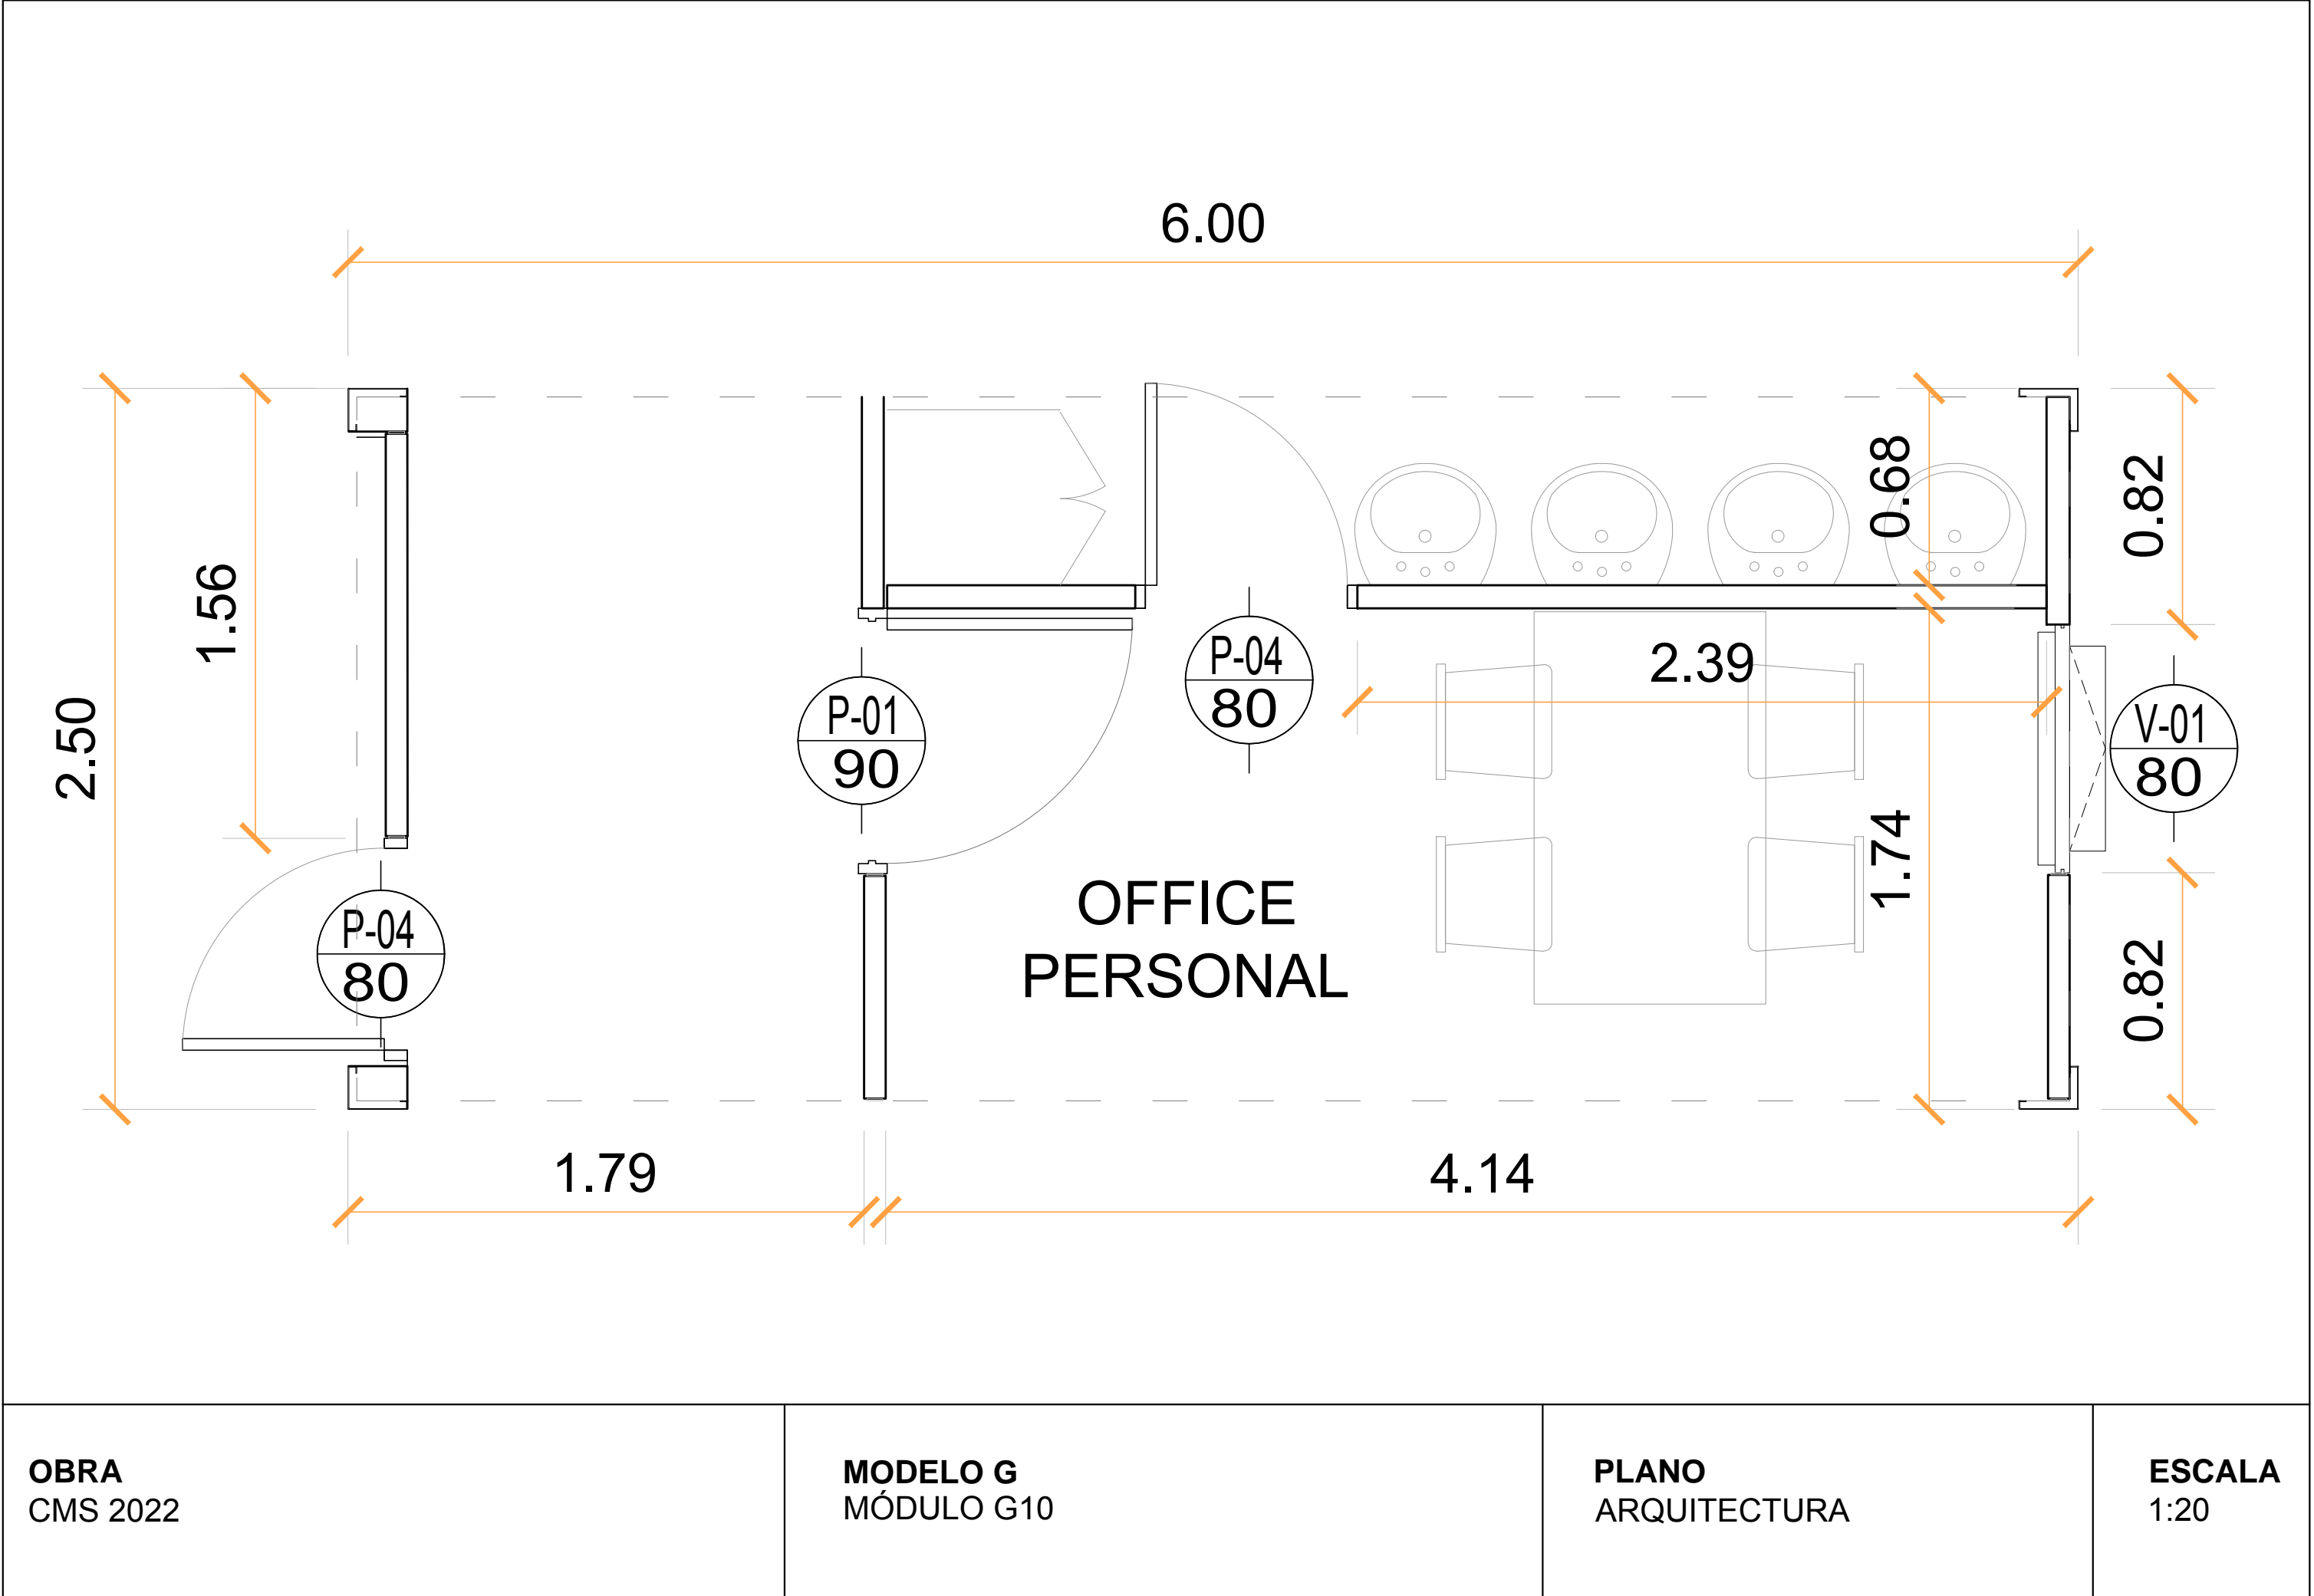 6.00
2.50
1.56
0.68
0.82
2.39
P-04
80
P-01
90
V-01
80
1.74
0.82
P-04
80
OFFICE
PERSONAL
1.79
4.14
OBRA
CMS 2022
MODELO G
MÓDULO G10
PLANO
ARQUITECTURA
ESCALA
1:20